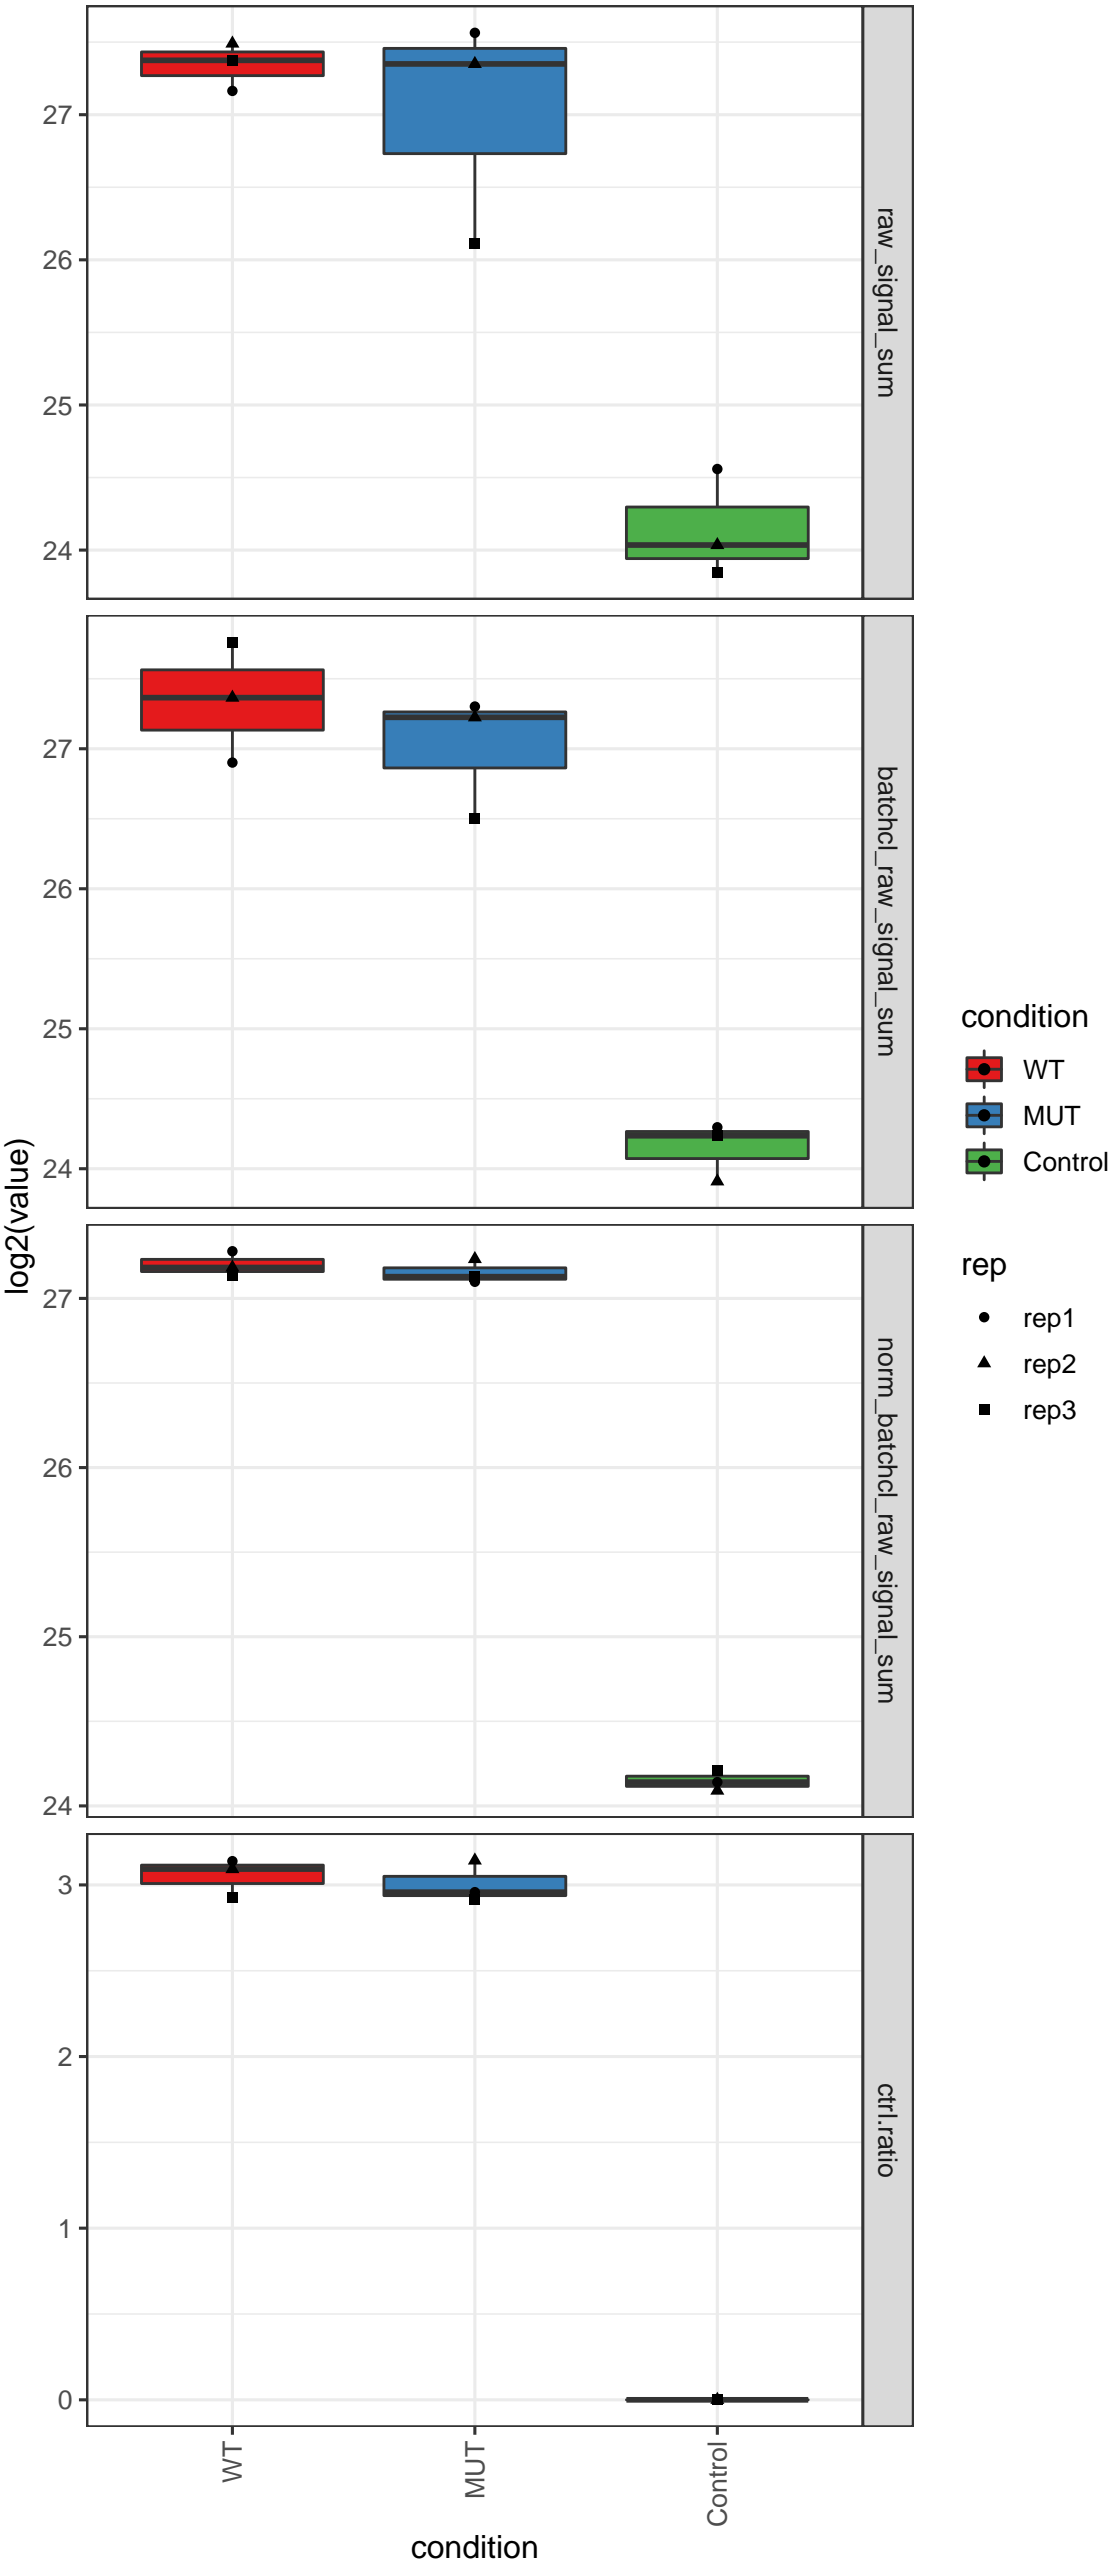 27
26
25
24
raw_signal_sum
27
26
25
24
batchcl_raw_signal_sum
27
26
25
24
norm_batchcl_raw_signal_sum
3
2
1
0
ctrl.ratio
log2(value)
WT
MUT
Control
condition
condition
WT
MUT
Control
rep
rep1
rep2
rep3